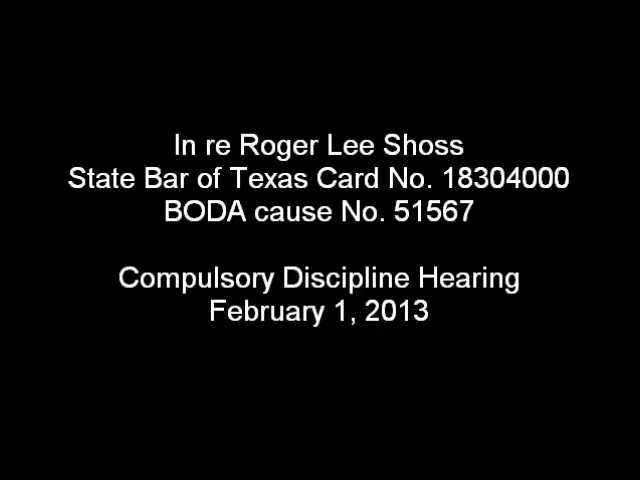 In re Roger Lee Shoss
State Bar of Texas Card No. 18304000
BODA cause No. 51567
Compulsory Discipline Hearing
February 1, 2013